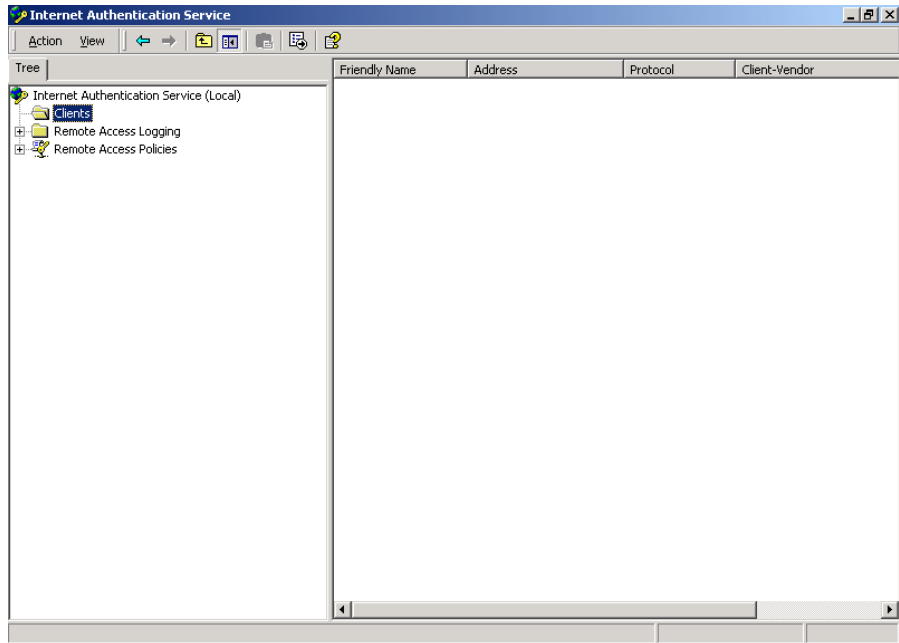 Internet Authentication Service
Action View
Tree
Friendly Name Address Protocol Client-Vendor
Internet Authentication Service (Local)
Clients
Remote Access Logging
Remote Access Policies